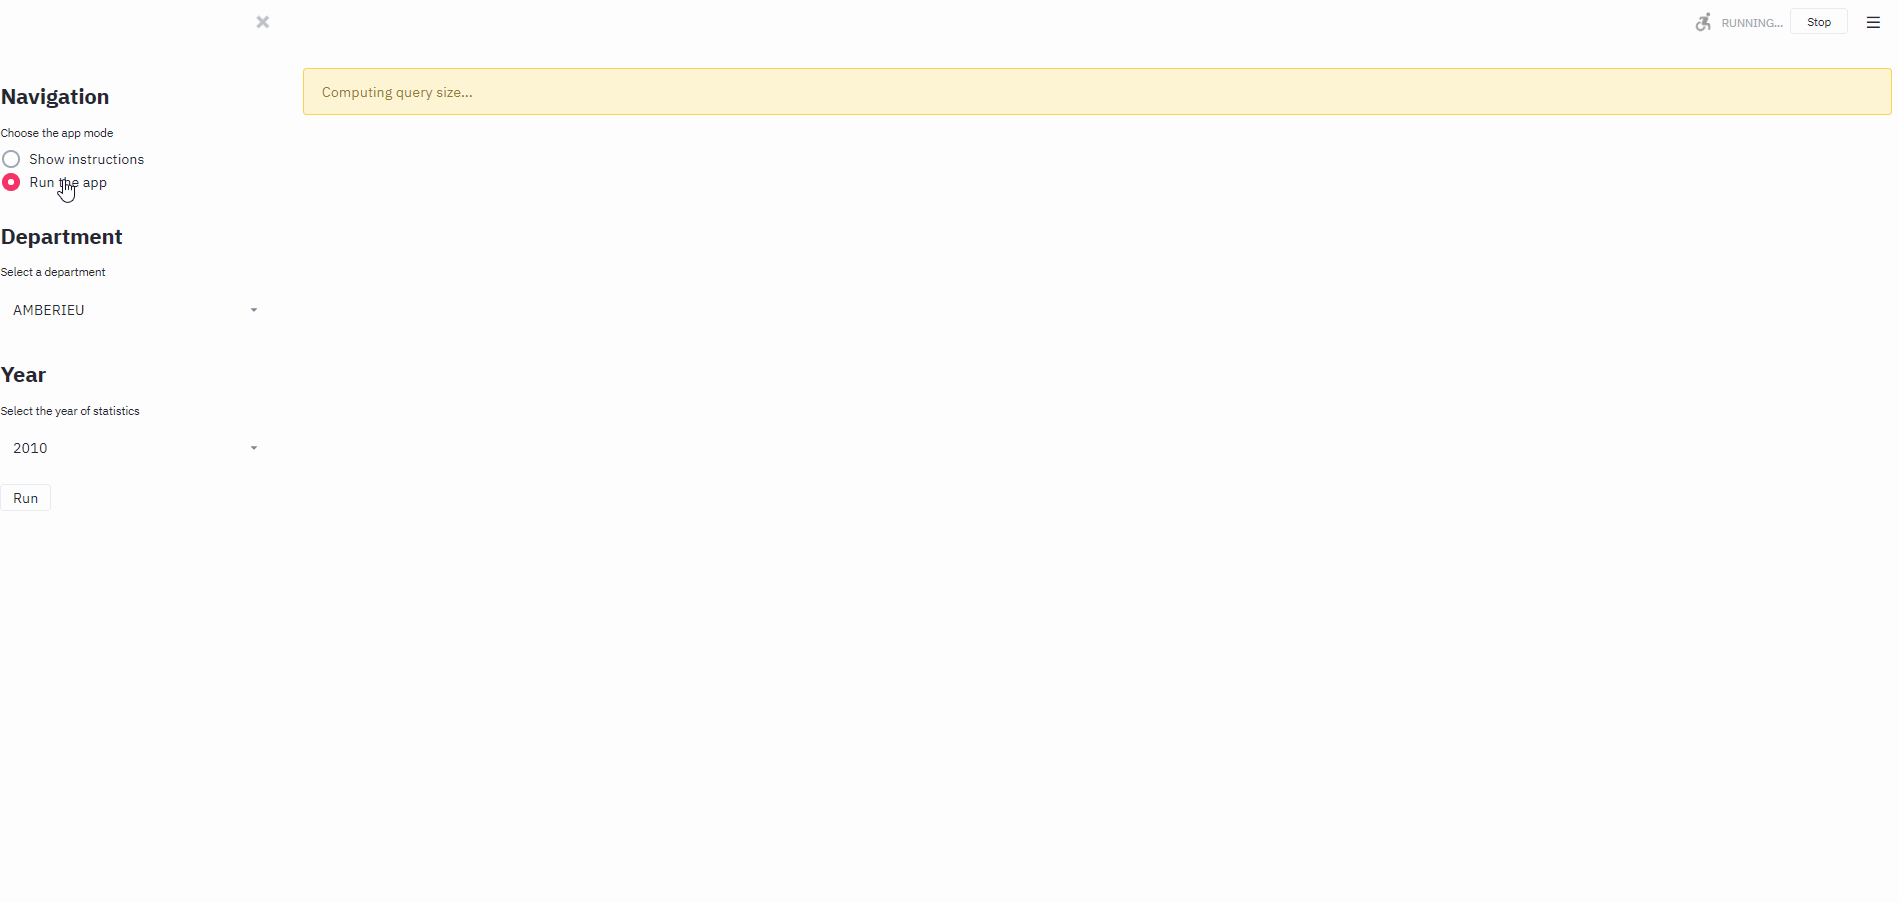 RUNNING...
Stop
Navigation
Choose the app mode
Show instructions
Run the app
Department
Select a department
AMBERIEU
Year
Select the year of statistics
2010
Run
Computing query size...